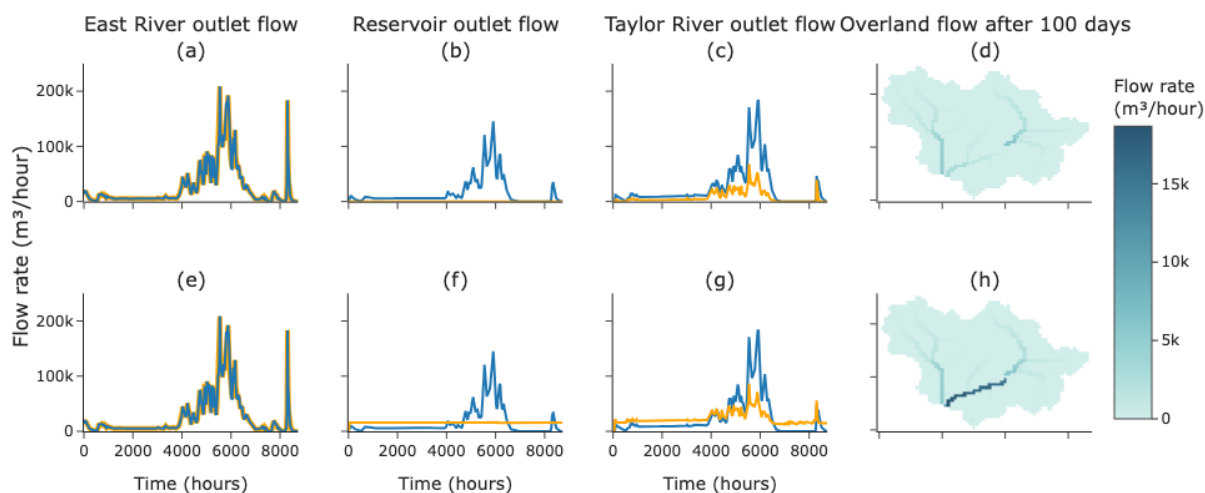 East River outlet flow
Reservoir outlet flow
Taylor River outlet flow
Overland flow after 100 days
(a)
(b)
(c)
(d)
200k
100k
0
Flow rate
(m³/hour)
15k
10k
5k
0
Flow rate (m³/hour)
(e)
(f)
(g)
(h)
200k
100k
0
0 2000 4000 6000 8000
0 2000 4000 6000 8000
0 2000 4000 6000 8000
Time (hours)
Time (hours)
Time (hours)